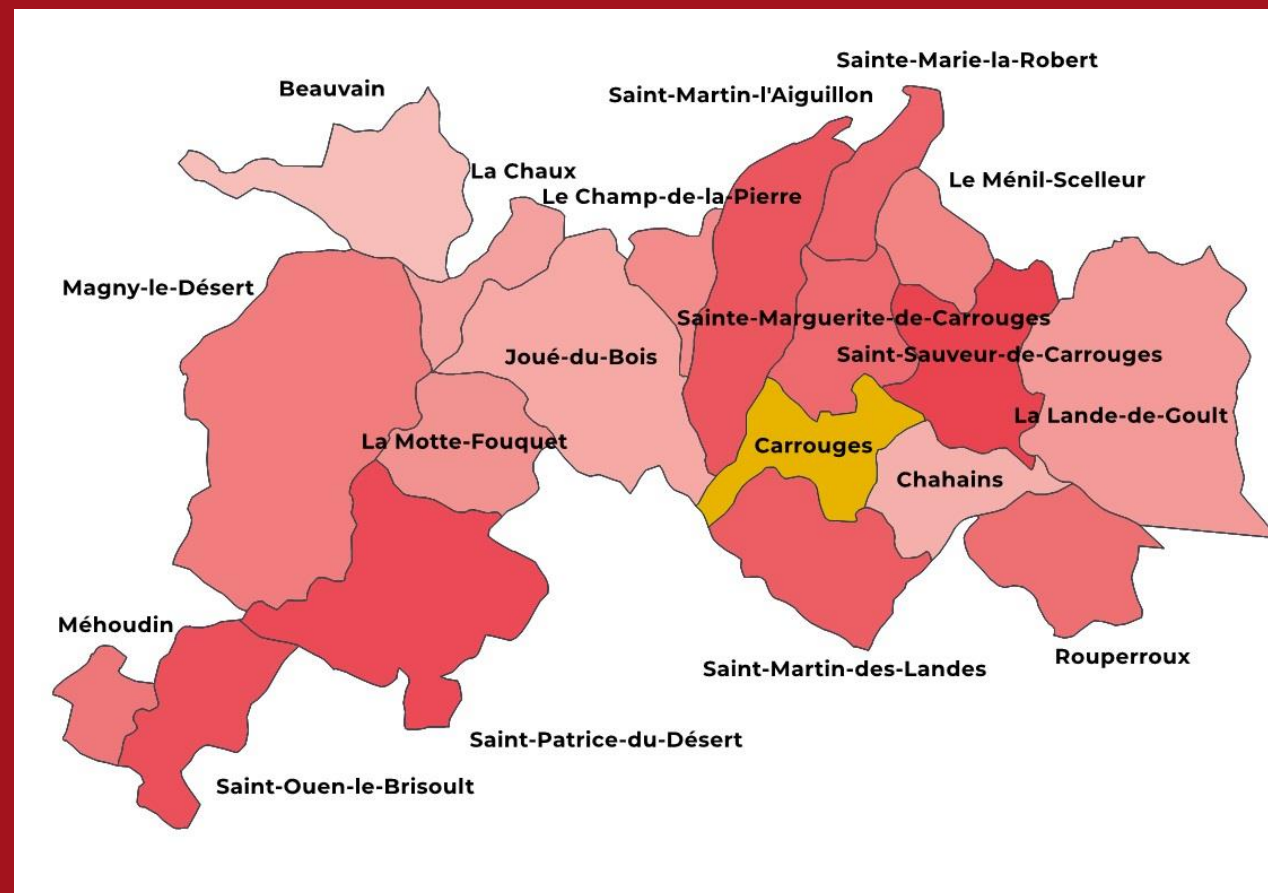 Sainte-Marie-la-Robert
Beauvain
Saint-Martin-l'Aiguillon
La Chaux
Le Ménil-Scelleur
Le Champ-de-la-Pierre
Magny-le-Désert
Sainte-Marguerite-de-Carrouges
Joué-du-Bois
Saint-Sauveur-de-Carrouges
La Lande-de-Goult
La Motte-Fouquet
Carrouges
Chahains
Méhoudin
Rouperroux
Saint-Martin-des-Landes
Saint-Patrice-du-Désert
Saint-Ouen-le-Brisoult